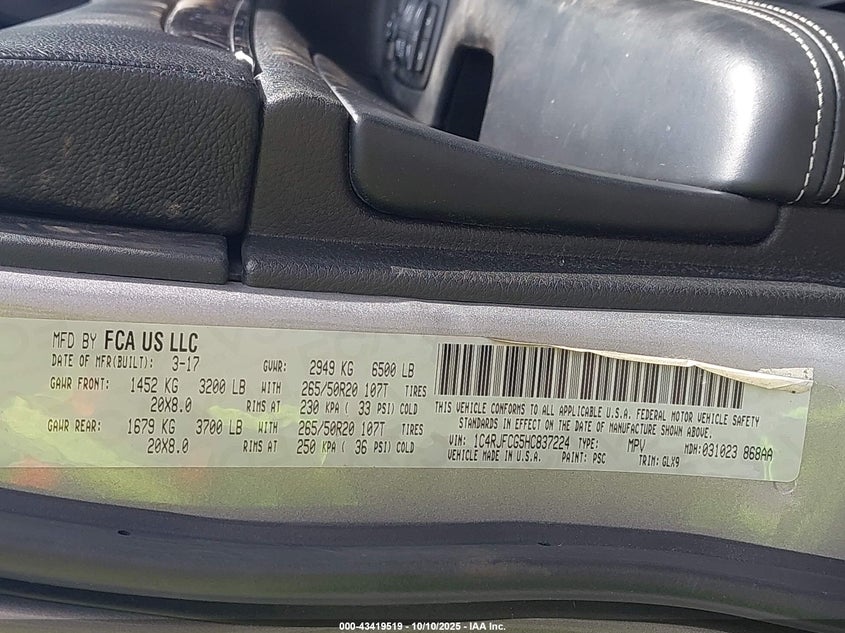 MFD BY FCA US LLC
DATE OF MFR(BUILT): 3-17 GVWR: 2949 KG 6500 LB
GAWR FRONT: 1452 KG 3200 LB WITH 265/50R20 107T TIRES
20X8.0 RIMS AT 230 KPA ( 33 PSI) COLD
GAWR REAR: 1679 KG 3700 LB WITH 265/50R20 107T TIRES
20X8.0 RIMS AT 250 KPA ( 36 PSI) COLD
THIS VEHICLE CONFORMS TO ALL APPLICABLE U.S.A. FEDERAL MOTOR VEHICLE SAFETY
STANDARDS IN EFFECT ON THE DATE OF MANUFACTURE SHOWN ABOVE.
VIN: 1C4RJFCG5HC837224 TYPE: MPV MDH: 031023 868AA
VEHICLE MADE IN U.S.A. PAINT: PSC TRIM: GLX9
000-43419519 - 10/10/2025 - IAA Inc.